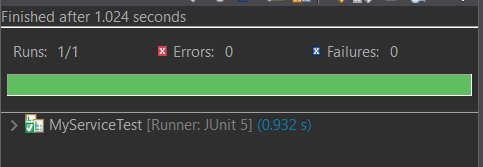 Finished after 1.024 seconds
Runs: 1/1 Errors: 0 Failures: 0
MyServiceTest [Runner: JUnit 5] (0.932 s)